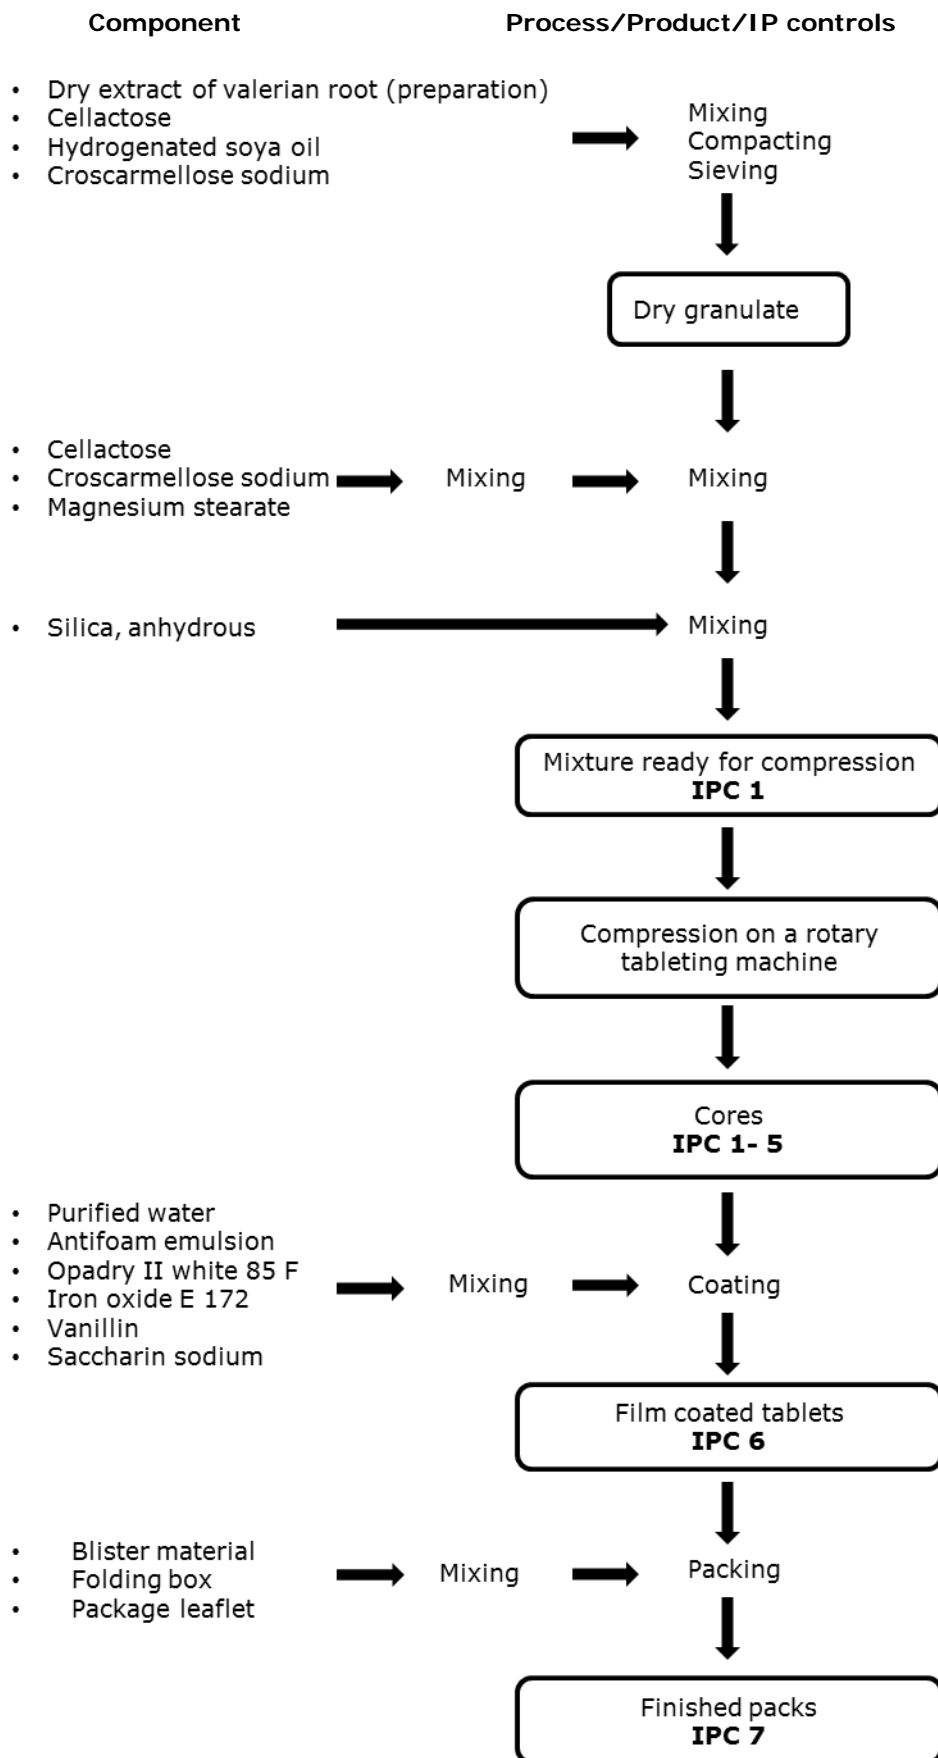 Component
Process/Product/IP controls
• Dry extract of valerian root (preparation)
• Cellactose
• Hydrogenated soya oil
• Croscarmellose sodium
Mixing
Compacting
Sieving
Dry granulate
• Cellactose
• Croscarmellose sodium
• Magnesium stearate
Mixing
Mixing
• Silica, anhydrous
Mixing
Mixture ready for compression
IPC 1
Compression on a rotary
tableting machine
Cores
IPC 1- 5
• Purified water
• Antifoam emulsion
• Opadry II white 85 F
• Iron oxide E 172
• Vanillin
• Saccharin sodium
Mixing
Coating
Film coated tablets
IPC 6
• Blister material
• Folding box
• Package leaflet
Mixing
Packing
Finished packs
IPC 7